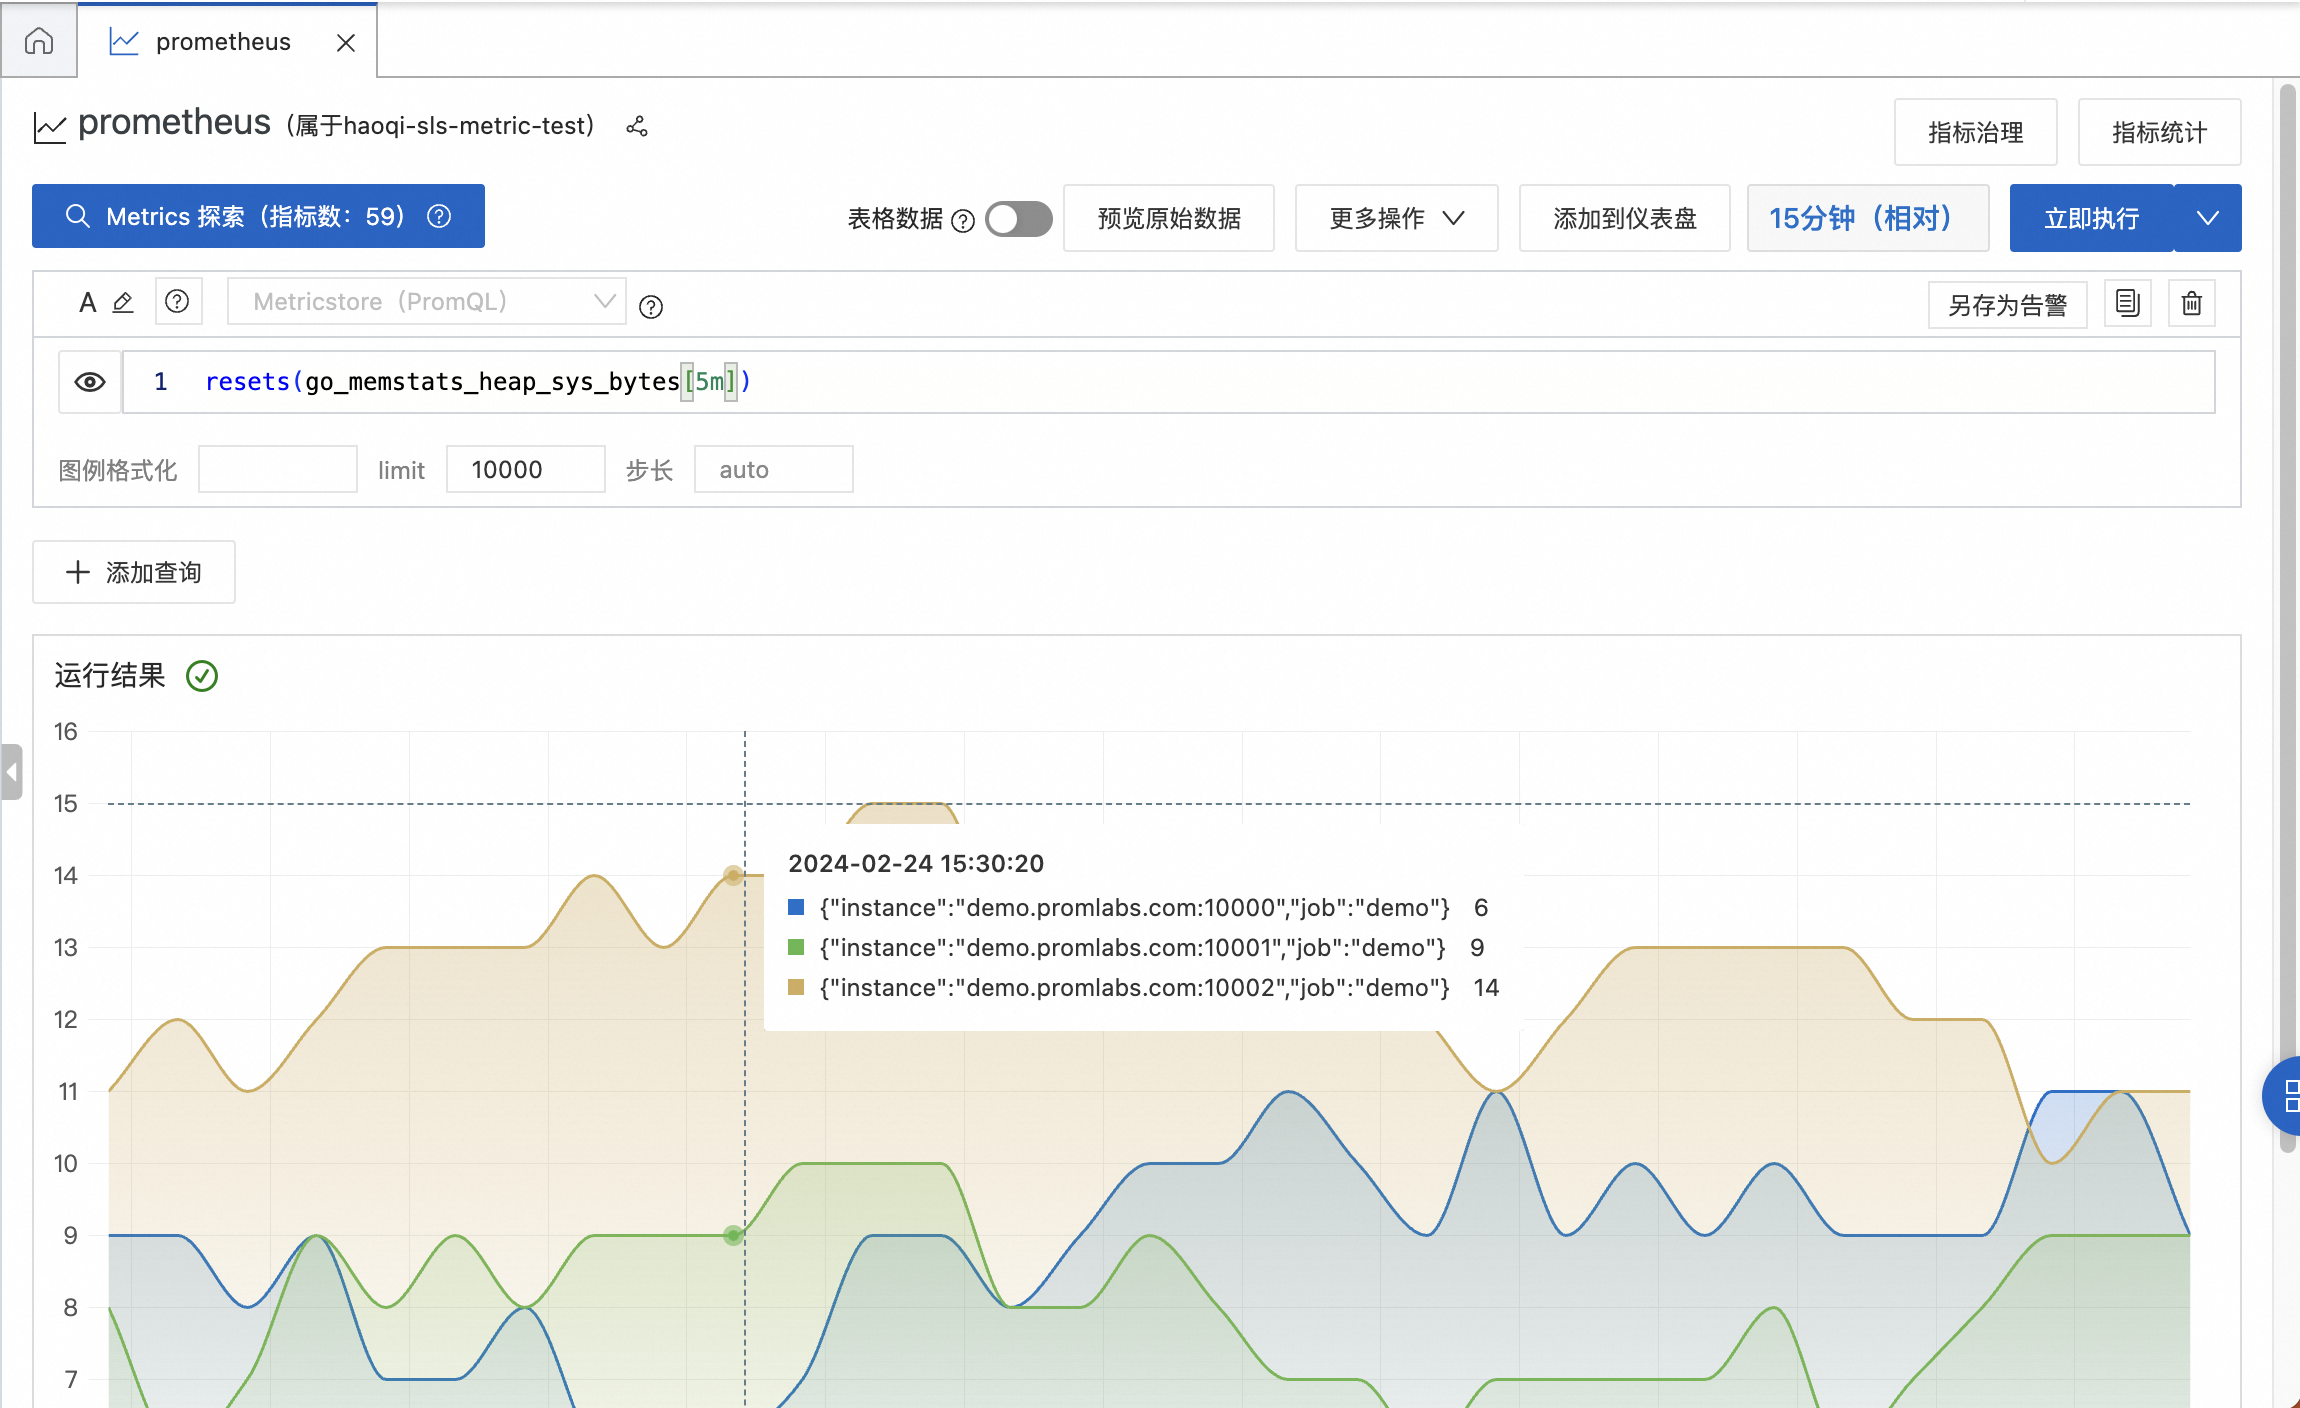 prometheus
prometheus（属于haoqi-sls-metric-test）
指标治理 指标统计
Metrics 探索（指标数：59）
表格数据 预览原始数据 更多操作 添加到仪表盘 15分钟（相对） 立即执行
A Metricstore（PromQL） 另存为告警
1 resets(go_memstats_heap_sys_bytes[5m])
图例格式化 limit 10000 步长 auto
添加查询
运行结果
16
15
14
13
12
11
10
9
8
7
2024-02-24 15:30:20
{"instance":"demo.promlabs.com:10000","job":"demo"} 6
{"instance":"demo.promlabs.com:10001","job":"demo"} 9
{"instance":"demo.promlabs.com:10002","job":"demo"} 14